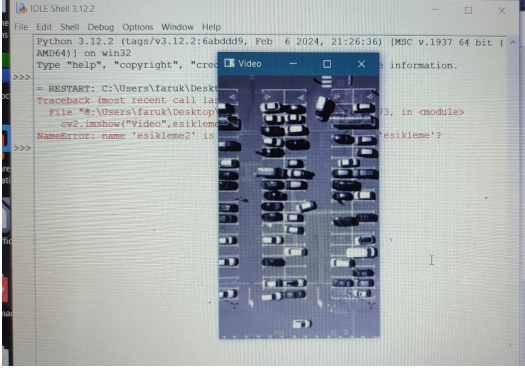 IDLE Shell 3.12.2
File Edit Shell Debug Options Window Help
Python 3.12.2 (tags/v3.12.2:6abddd9, Feb 6 2024, 21:26:36) [MSC v.1937 64 bit (
AMD64)] on win32
Type "help", "copyright", "cre information.
>>>
= RESTART: C:\Users\faruk\Deskt
Traceback (most recent call las
File "C:\Users\faruk\Desktop 3, in <module>
cv2.imshow("Video",esikleme
NameError: name 'esikleme2' is 'esikleme'?
>>>
Video